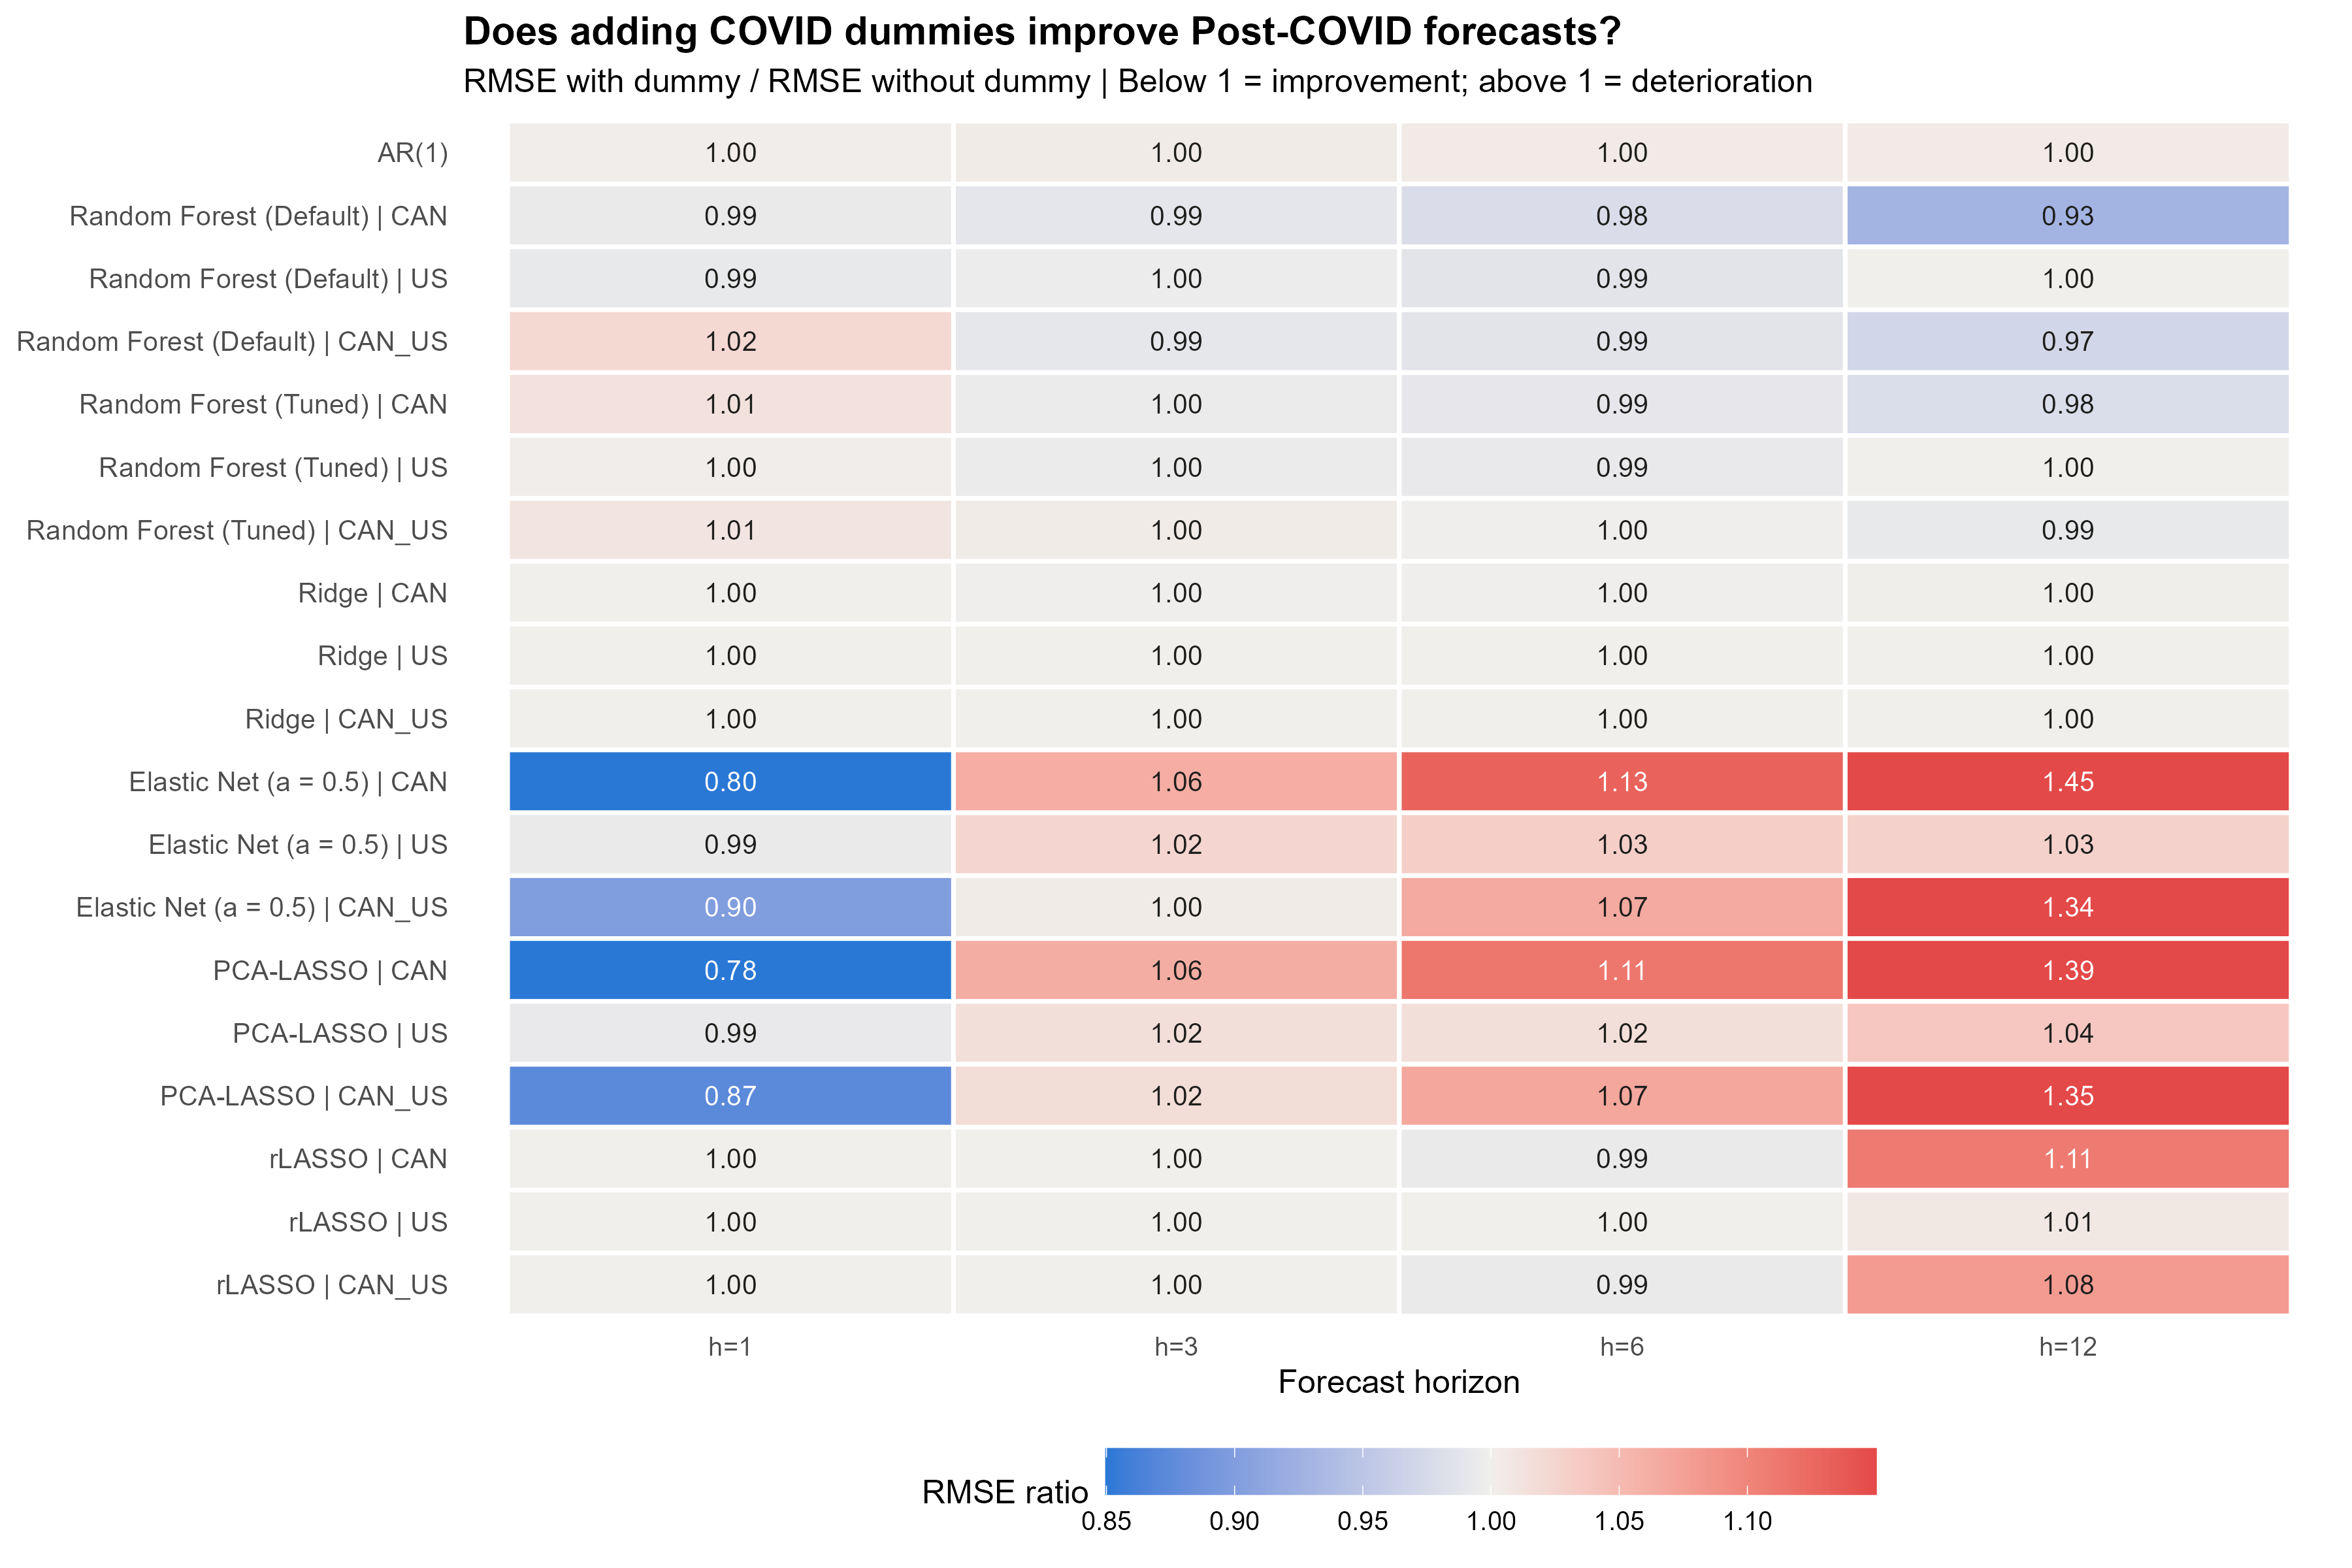 Does adding COVID dummies improve Post-COVID forecasts?
RMSE with dummy / RMSE without dummy | Below 1 = improvement; above 1 = deterioration
AR(1) 1.00 1.00 1.00 1.00
Random Forest (Default) | CAN 0.99 0.99 0.98 0.93
Random Forest (Default) | US 0.99 1.00 0.99 1.00
Random Forest (Default) | CAN_US 1.02 0.99 0.99 0.97
Random Forest (Tuned) | CAN 1.01 1.00 0.99 0.98
Random Forest (Tuned) | US 1.00 1.00 0.99 1.00
Random Forest (Tuned) | CAN_US 1.01 1.00 1.00 0.99
Ridge | CAN 1.00 1.00 1.00 1.00
Ridge | US 1.00 1.00 1.00 1.00
Ridge | CAN_US 1.00 1.00 1.00 1.00
Elastic Net (a = 0.5) | CAN 0.80 1.06 1.13 1.45
Elastic Net (a = 0.5) | US 0.99 1.02 1.03 1.03
Elastic Net (a = 0.5) | CAN_US 0.90 1.00 1.07 1.34
PCA-LASSO | CAN 0.78 1.06 1.11 1.39
PCA-LASSO | US 0.99 1.02 1.02 1.04
PCA-LASSO | CAN_US 0.87 1.02 1.07 1.35
rLASSO | CAN 1.00 1.00 0.99 1.11
rLASSO | US 1.00 1.00 1.00 1.01
rLASSO | CAN_US 1.00 1.00 0.99 1.08
h=1 h=3 h=6 h=12
Forecast horizon
RMSE ratio
0.85 0.90 0.95 1.00 1.05 1.10